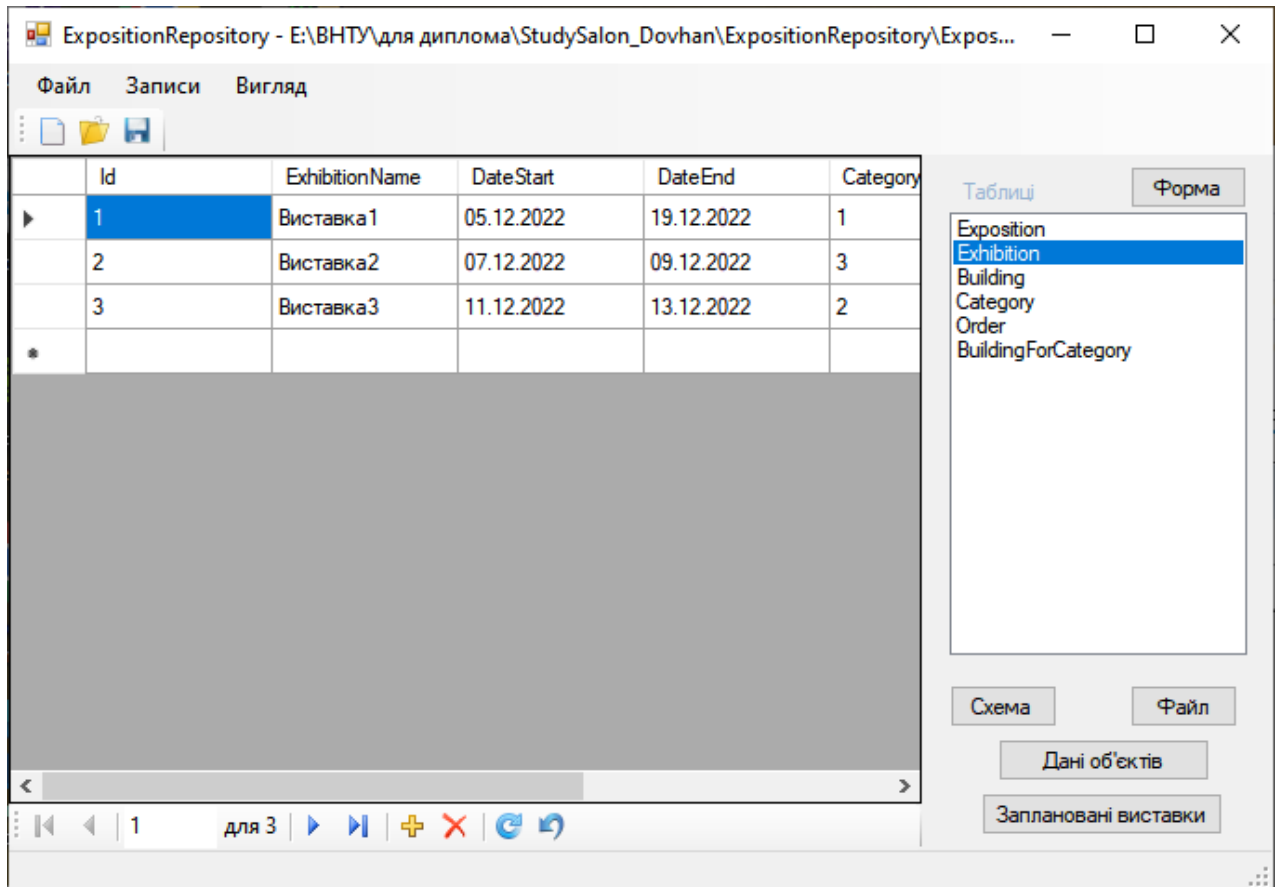 ExpositionRepository - E:\ВНТУ\для диплома\StudySalon_Dovhan\ExpositionRepository\Expos...
Файл Записи Вигляд
Id ExhibitionName DateStart DateEnd Category
1 Виставка1 05.12.2022 19.12.2022 1
2 Виставка2 07.12.2022 09.12.2022 3
3 Виставка3 11.12.2022 13.12.2022 2
1 для 3
Таблиці Форма
Exposition
Exhibition
Building
Category
Order
BuildingForCategory
Схема Файл
Дані об'єктів
Заплановані виставки